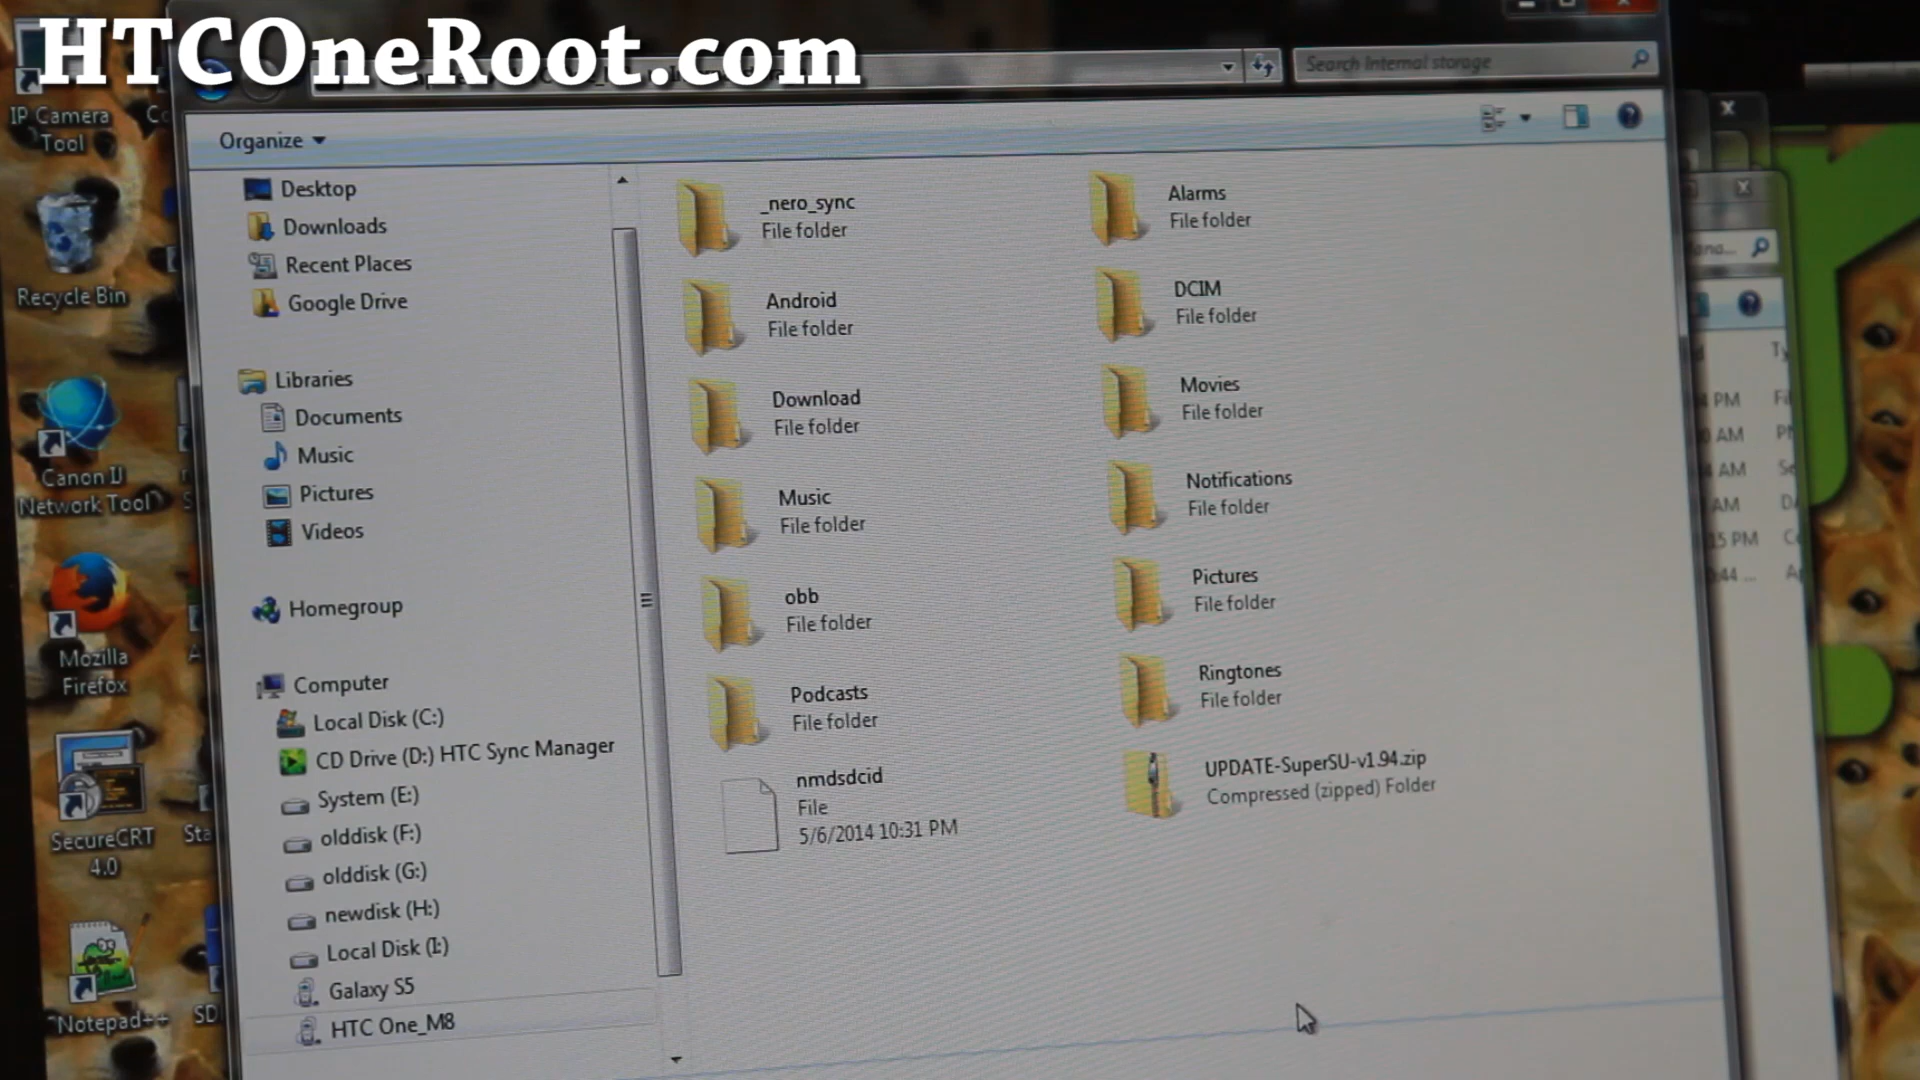 HTCOneRoot.com
Search Internal storage
IP Camera
Tool
Recycle Bin
Canon IJ
Network Tool
Mozilla
Firefox
SecureCRT
4.0
Notepad++
Organize
Desktop
Downloads
Recent Places
Google Drive
Libraries
Documents
Music
Pictures
Videos
Homegroup
Computer
Local Disk (C:)
CD Drive (D:) HTC Sync Manager
System (E:)
olddisk (F:)
olddisk (G:)
newdisk (H:)
Local Disk (I:)
Galaxy S5
HTC One_M8
_nero_sync
File folder
Alarms
File folder
Android
File folder
DCIM
File folder
Download
File folder
Movies
File folder
Music
File folder
Notifications
File folder
obb
File folder
Pictures
File folder
Podcasts
File folder
Ringtones
File folder
nmdsdcid
File
5/6/2014 10:31 PM
UPDATE-SuperSU-v1.94.zip
Compressed (zipped) Folder
PM
AM
AM
AM
PM